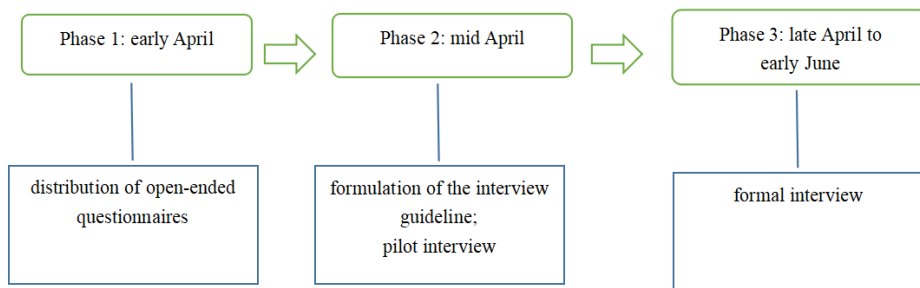 Phase 1: early April
Phase 2: mid April
Phase 3: late April to
early June
distribution of open-ended
questionnaires
formulation of the interview
guideline;
pilot interview
formal interview